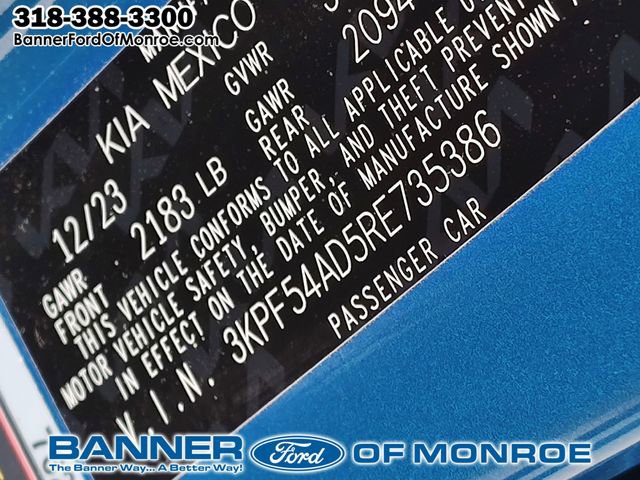 318-388-3300
BannerFordOfMonroe.com
KIA MEXICO
12/23
GVWR
GAWR FRONT 2183 LB
GAWR REAR 2094
THIS VEHICLE CONFORMS TO ALL APPLICABLE
MOTOR VEHICLE SAFETY, BUMPER, AND THEFT PREVENT
IN EFFECT ON THE DATE OF MANUFACTURE SHOWN
V.I.N. 3KPF54AD5RE735386
PASSENGER CAR
BANNER Ford OF MONROE
The Banner Way... A Better Way!